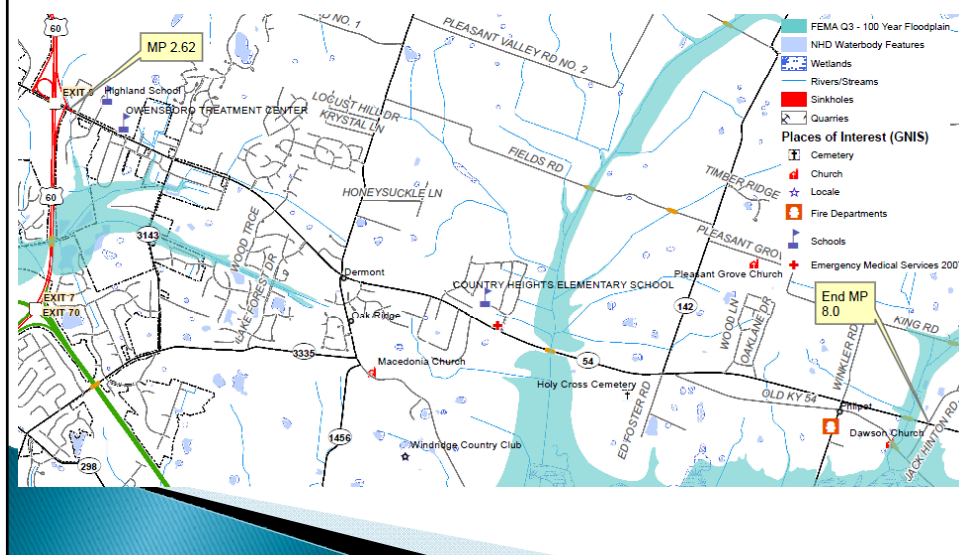 60
RD NO. 1
PLEASANT VALLEY RD NO. 2
MP 2.62
EXIT
Highland School
OWENSBORO TREATMENT CENTER
LOCUST HILL DR
KRYSTAL LN
FIELDS RD
HONEYSUCKLE LN
TIMBER RIDGE
60
3143
WOOD TRCE
LAKE FOREST DR
Dermont
COUNTRY HEIGHTS ELEMENTARY SCHOOL
PLEASANT GROV
Pleasant Grove Church
142
EXIT 7
EXIT 70
Oak Ridge
3335
Macedonia Church
54
WOOD LN
OAKLANE DR
End MP
8.0
KING RD
WINKLER RD
Holy Cross Cemetery
ED FOSTER RD
OLD KY 54
Philpot
Dawson Church
JACK HINTON RD
1456
Windridge Country Club
298
FEMA Q3 - 100 Year Floodplain
NHD Waterbody Features
Wetlands
Rivers/Streams
Sinkholes
Quarries
Places of Interest (GNIS)
Cemetery
Church
Locale
Fire Departments
Schools
Emergency Medical Services 2007